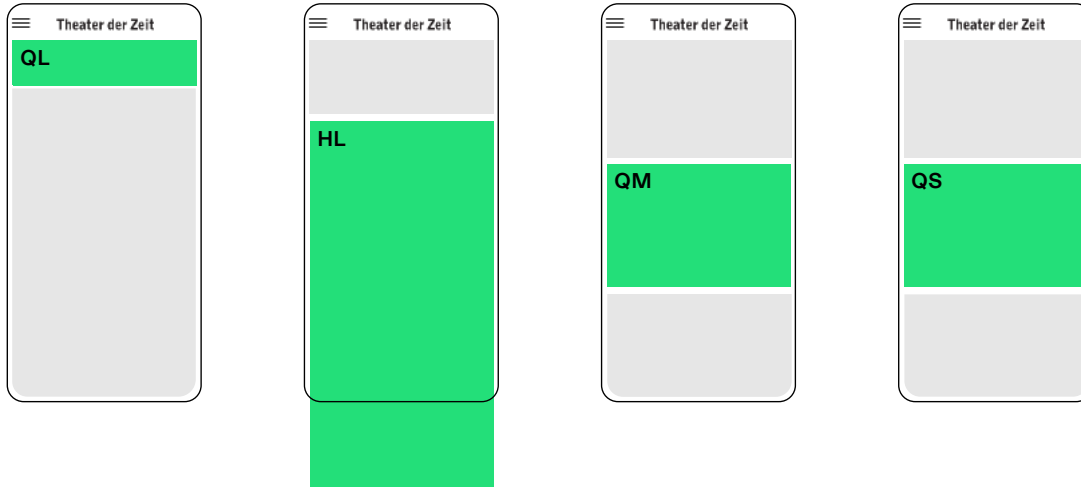 Theater der Zeit
QL
Theater der Zeit
HL
Theater der Zeit
QM
Theater der Zeit
QS